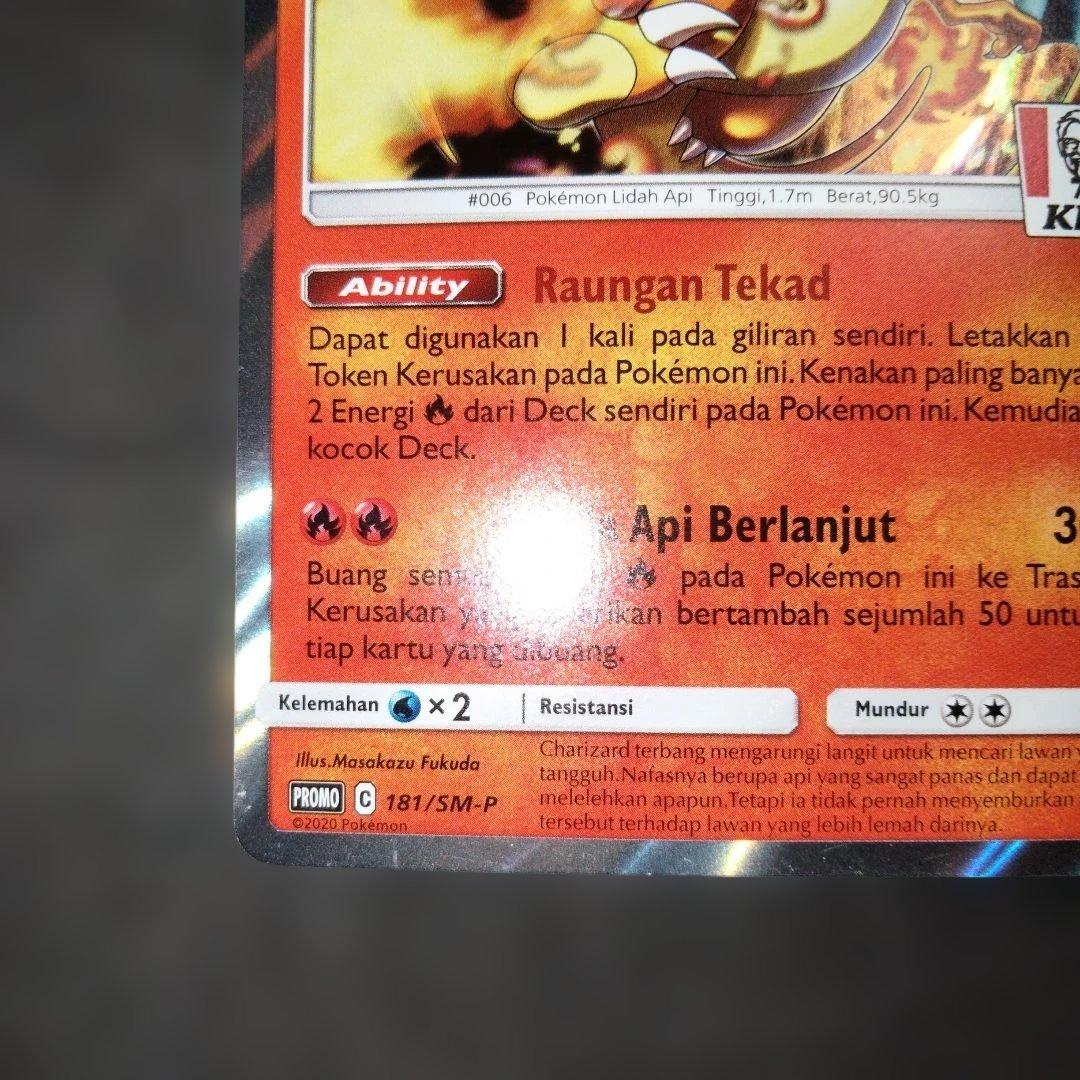 #006 Pokémon Lidah Api Tinggi,1.7m Berat,90.5kg
Ability Raungan Tekad
Dapat digunakan 1 kali pada giliran sendiri. Letakkan
Token Kerusakan pada Pokémon ini. Kenakan paling banya
2 Energi dari Deck sendiri pada Pokémon ini. Kemudia
kocok Deck.
Api Berlanjut 3
Buang pada Pokémon ini ke Tras
Kerusakan bertambah sejumlah 50 untu
tiap kartu yang dibuang.
Kelemahan ×2 Resistansi Mundur
Illus.Masakazu Fukuda
PROMO C 181/SM-P
©2020 Pokémon
Charizard terbang mengarungi langit untuk mencari lawan
tangguh.Nafasnya berupa api yang sangat panas dan dapat
melelehkan apapun.Tetapi ia tidak pernah menyemburkan
tersebut terhadap lawan yang lebih lemah darinya.